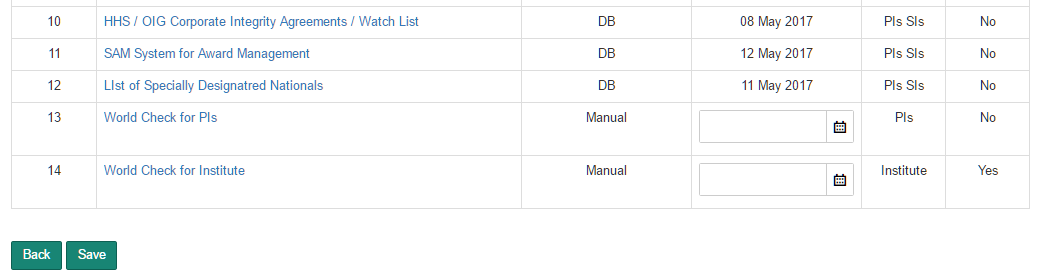 10 HHS / OIG Corporate Integrity Agreements / Watch List DB 08 May 2017 PIs SIs No
11 SAM System for Award Management DB 12 May 2017 PIs SIs No
12 LIst of Specially Designatred Nationals DB 11 May 2017 PIs SIs No
13 World Check for PIs Manual PIs No
14 World Check for Institute Manual Institute Yes
Back Save